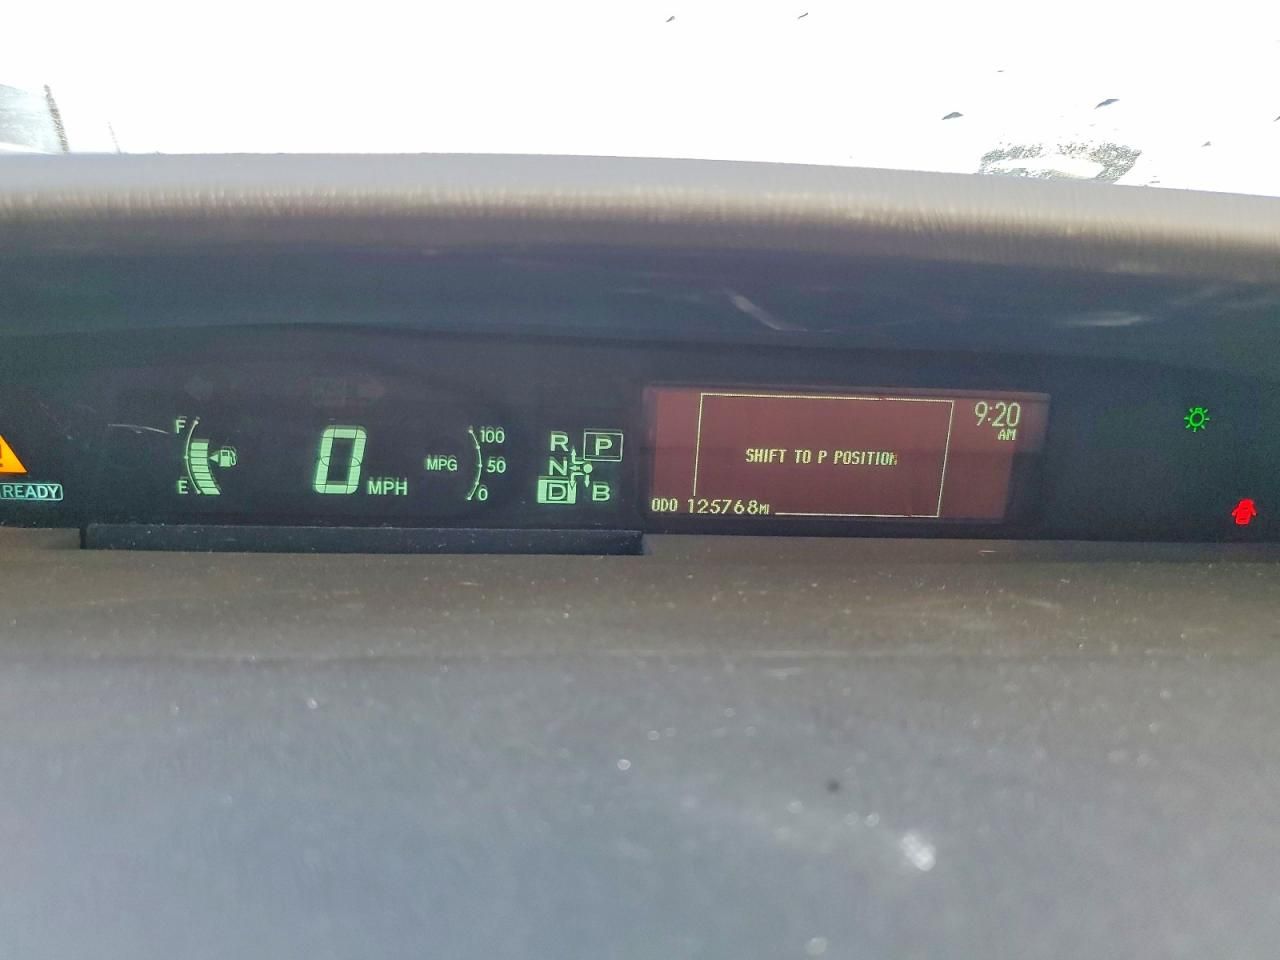 F
E
READY
0 MPH
MPG
100
50
0
R P
N
D B
9:20
AM
SHIFT TO P POSITION
ODO 125768MI